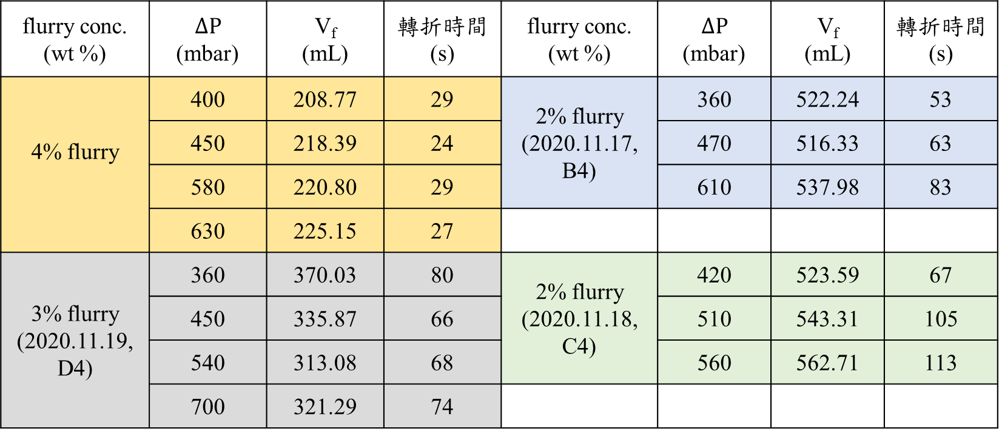 flurry conc. (wt %) ΔP (mbar) Vf (mL) 轉折時間 (s) flurry conc. (wt %) ΔP (mbar) Vf (mL) 轉折時間 (s)
4% flurry 400 208.77 29 2% flurry (2020.11.17, B4) 360 522.24 53
450 218.39 24 470 516.33 63
580 220.80 29 610 537.98 83
630 225.15 27
3% flurry (2020.11.19, D4) 360 370.03 80 2% flurry (2020.11.18, C4) 420 523.59 67
450 335.87 66 510 543.31 105
540 313.08 68 560 562.71 113
700 321.29 74